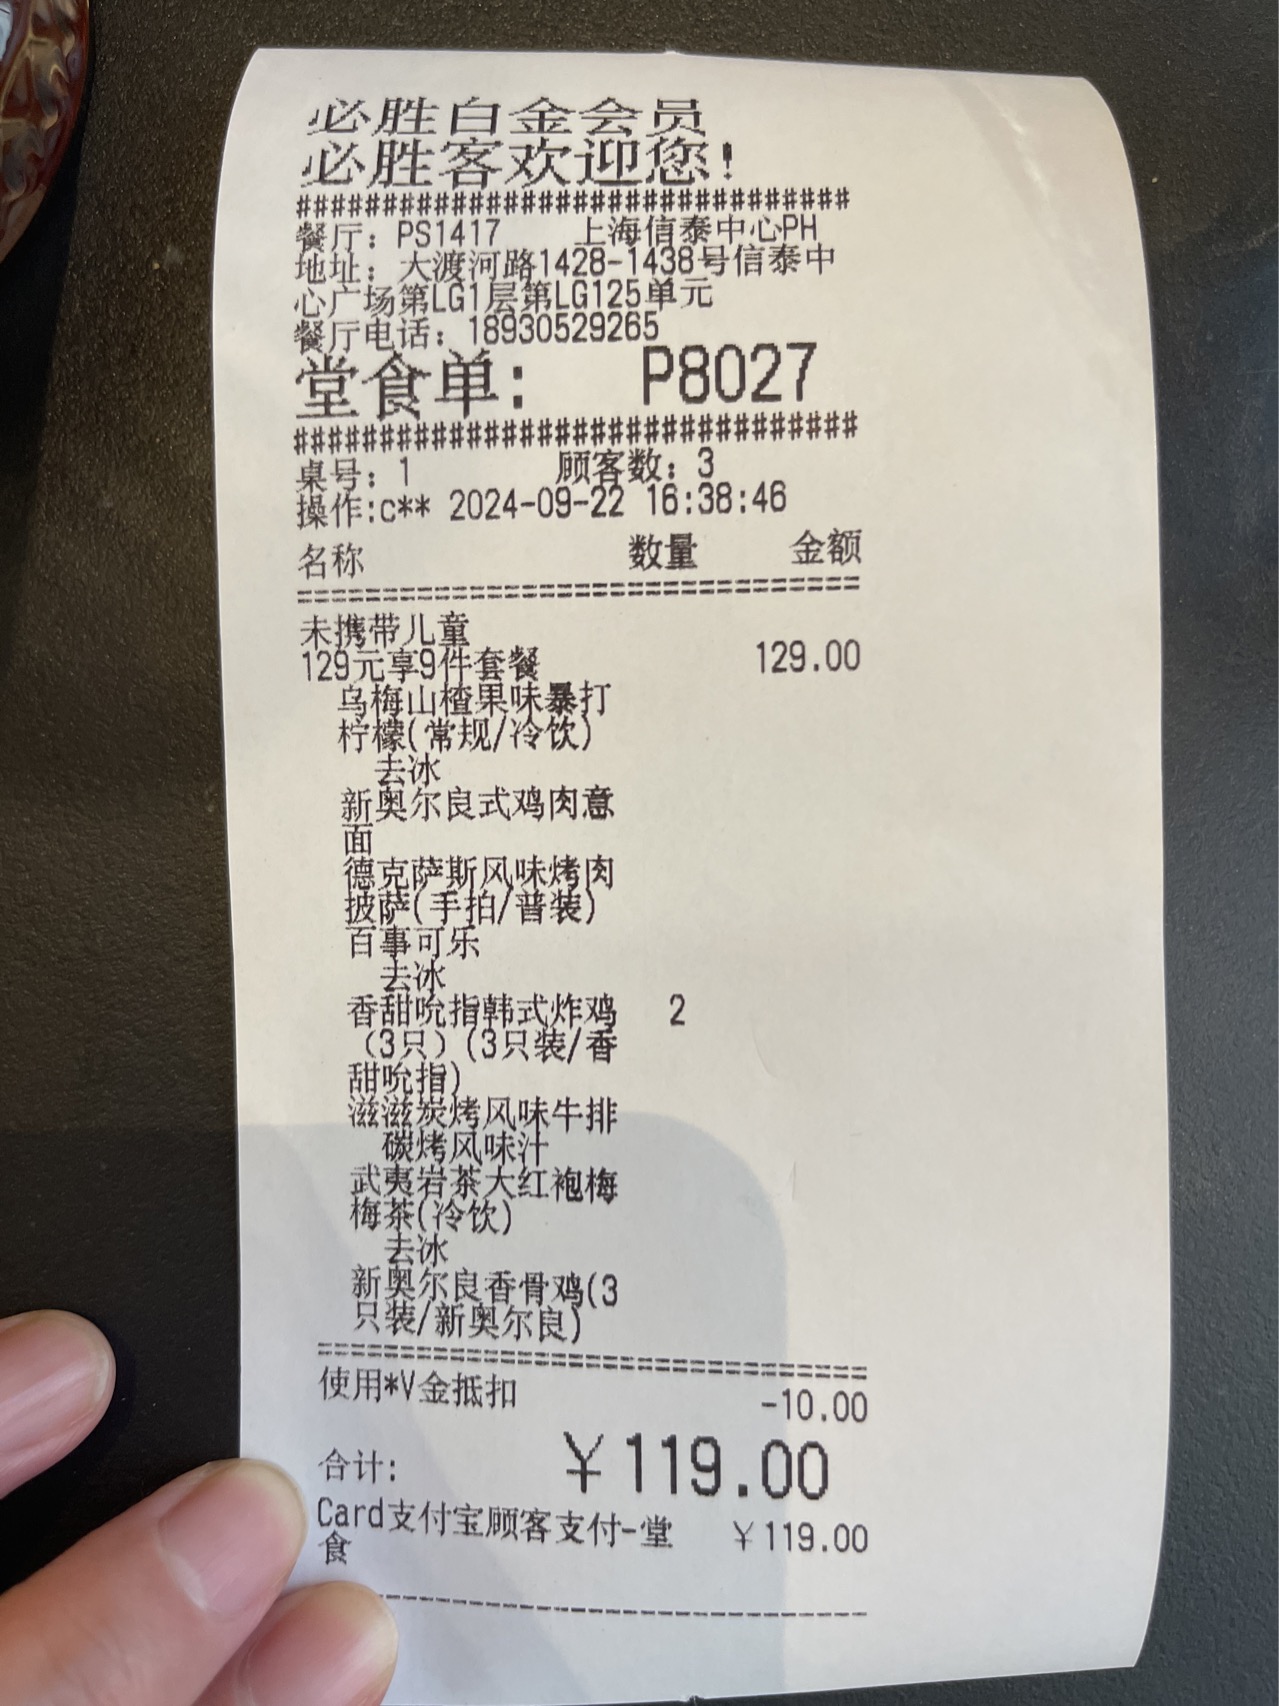 必胜白金会员
必胜客欢迎您!
#################################
餐厅: PS1417 上海信泰中心PH
地址: 大渡河路1428-1438号信泰中
心广场第LG1层第LG125单元
餐厅电话: 18930529265
堂食单: P8027
#################################
桌号: 1 顾客数: 3
操作:c** 2024-09-22 16:38:46
名称 数量 金额
=================================
未携带儿童
129元享9件套餐 129.00
乌梅山楂果味暴打
柠檬(常规/冷饮)
去冰
新奥尔良式鸡肉意
面
德克萨斯风味烤肉
披萨(手拍/普装)
百事可乐
去冰
香甜吮指韩式炸鸡 2
(3只)(3只装/香
甜吮指)
滋滋炭烤风味牛排
碳烤风味汁
武夷岩茶大红袍梅
梅茶(冷饮)
去冰
新奥尔良香骨鸡(3
只装/新奥尔良)
=================================
使用*V金抵扣 -10.00
合计: ¥119.00
Card支付宝顾客支付-堂 ¥119.00
食
---------------------------------